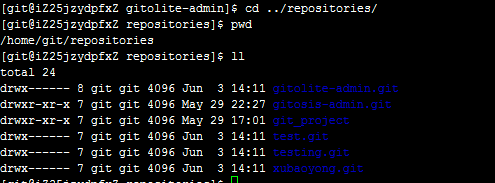 [git@iZ25jzydpfxZ gitolite-admin]$ cd ../repositories/
[git@iZ25jzydpfxZ repositories]$ pwd
/home/git/repositories
[git@iZ25jzydpfxZ repositories]$ ll
total 24
drwx------ 8 git git 4096 Jun  3 14:11 gitolite-admin.git
drwxr-xr-x 7 git git 4096 May 29 22:27 gitosis-admin.git
drwxr-xr-x 7 git git 4096 May 29 17:01 git_project
drwx------ 7 git git 4096 Jun  3 14:11 test.git
drwx------ 7 git git 4096 Jun  3 14:11 testing.git
drwx------ 7 git git 4096 Jun  3 14:11 xuhaoyong.git
[git@iZ25jzydpfxZ repositories]$